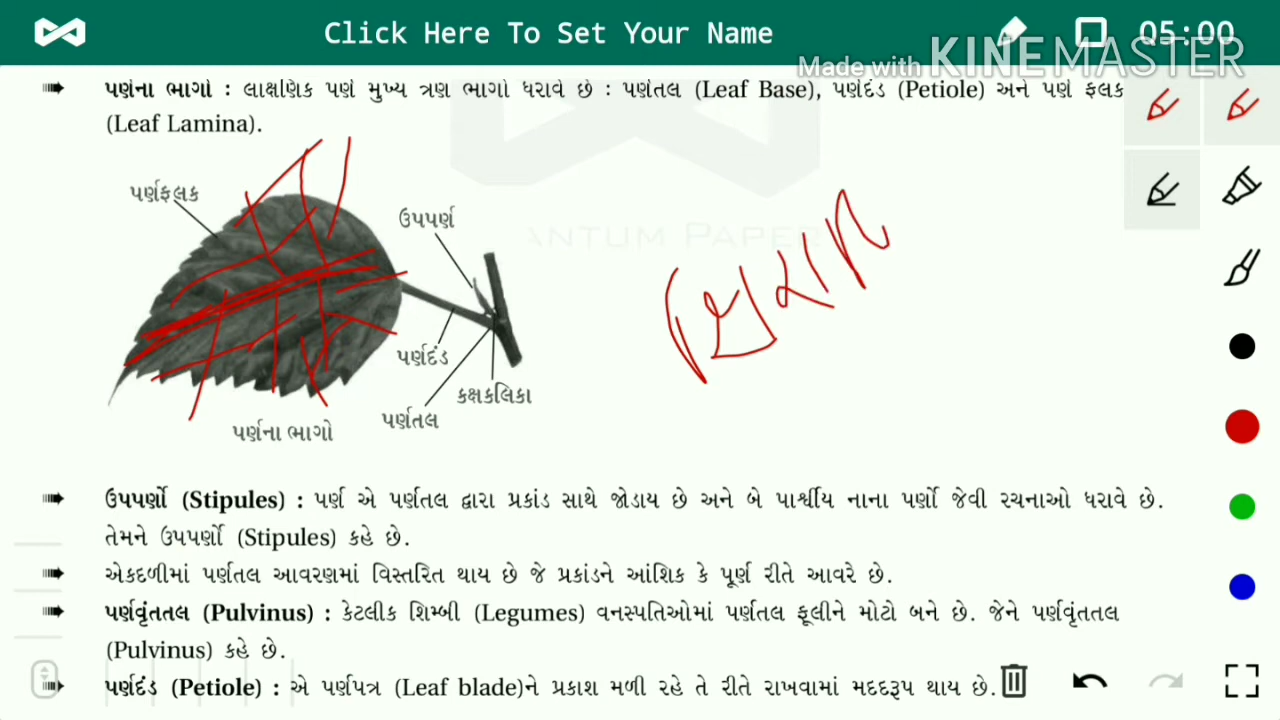 Click Here To Set Your Name
05:00
Made with KINEMASTER
પર્ણના ભાગો : લાક્ષણિક પર્ણ મુખ્ય ત્રણ ભાગો ધરાવે છે : પર્ણતલ (Leaf Base), પર્ણદંડ (Petiole) અને પર્ણ ફલક
(Leaf Lamina).
પર્ણફલક
ઉપપર્ણ
ANTUM PAPER
પર્ણદંડ
કક્ષકલિકા
પર્ણતલ
પર્ણના ભાગો
ઉપપર્ણો (Stipules) : પર્ણ એ પર્ણતલ દ્વારા પ્રકાંડ સાથે જોડાય છે અને બે પાર્શ્વીય નાના પર્ણો જેવી રચનાઓ ધરાવે છે.
તેમને ઉપપર્ણો (Stipules) કહે છે.
એકદળીમાં પર્ણતલ આવરણમાં વિસ્તરિત થાય છે જે પ્રકાંડને આંશિક કે પૂર્ણ રીતે આવરે છે.
પર્ણવૃંતતલ (Pulvinus) : કેટલીક શિમ્બી (Legumes) વનસ્પતિઓમાં પર્ણતલ ફૂલીને મોટો બને છે. જેને પર્ણવૃંતતલ
(Pulvinus) કહે છે.
પર્ણદંડ (Petiole) : એ પર્ણપત્ર (Leaf blade)ને પ્રકાશ મળી રહે તે રીતે રાખવામાં મદદરૂપ થાય છે.